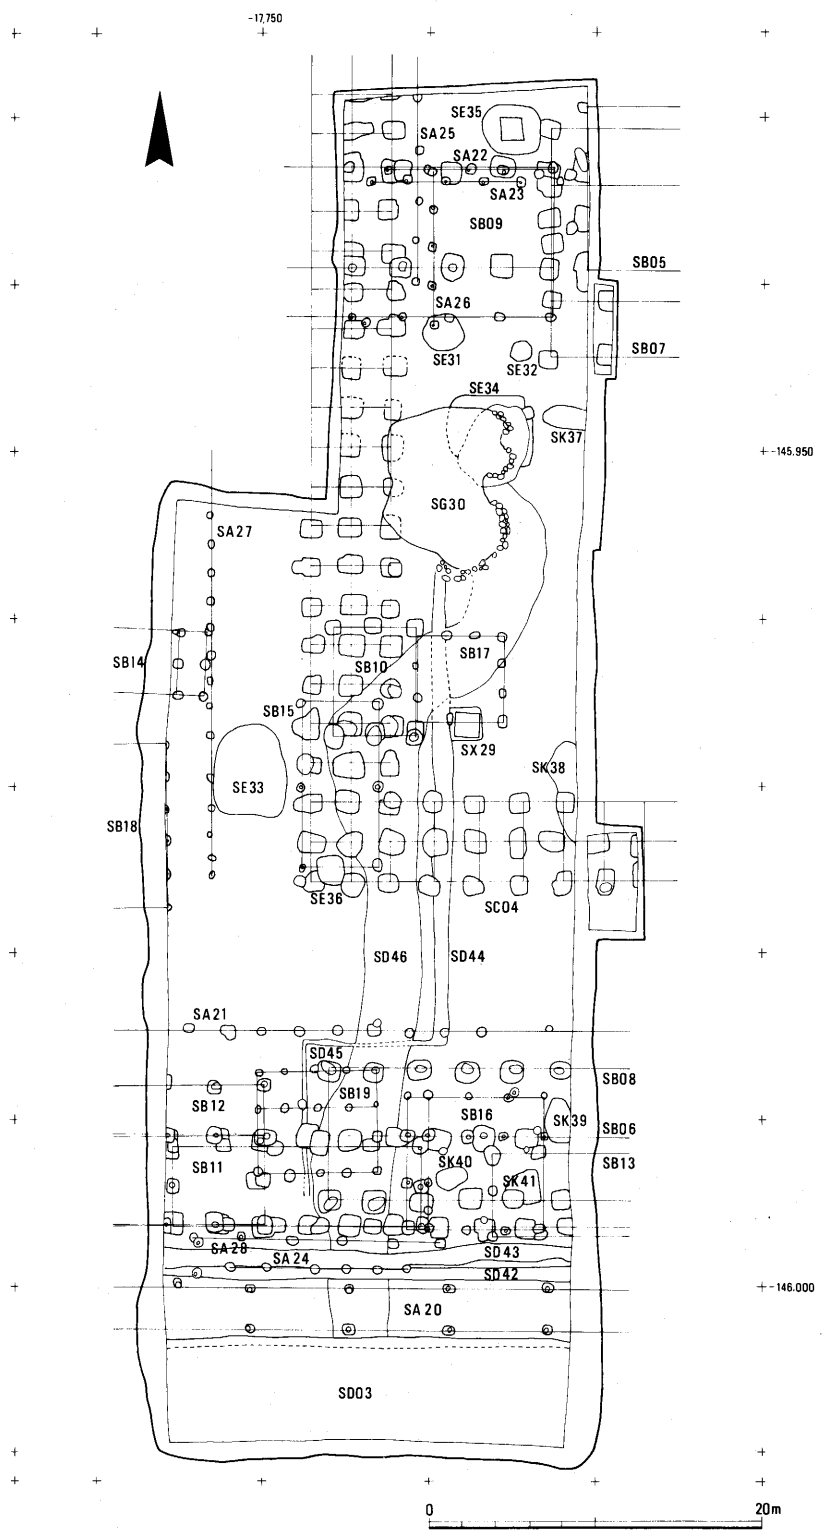 -17,750
SE35
SA25
SA22
SA23
SB09
SB05
SA26
SE31
SE32
SB07
SE34
SK37
-145.950
SG30
SA27
SB14
SB10
SB17
SB15
SX29
SK38
SE33
SB18
SE36
SC04
SD46
SD44
SA21
SD45
SB08
SB19
SB12
SB16
SK39
SB06
SB11
SK40
SB13
SK41
SA28
SD43
SA24
SD42
-146.000
SA20
SD03
0
20m